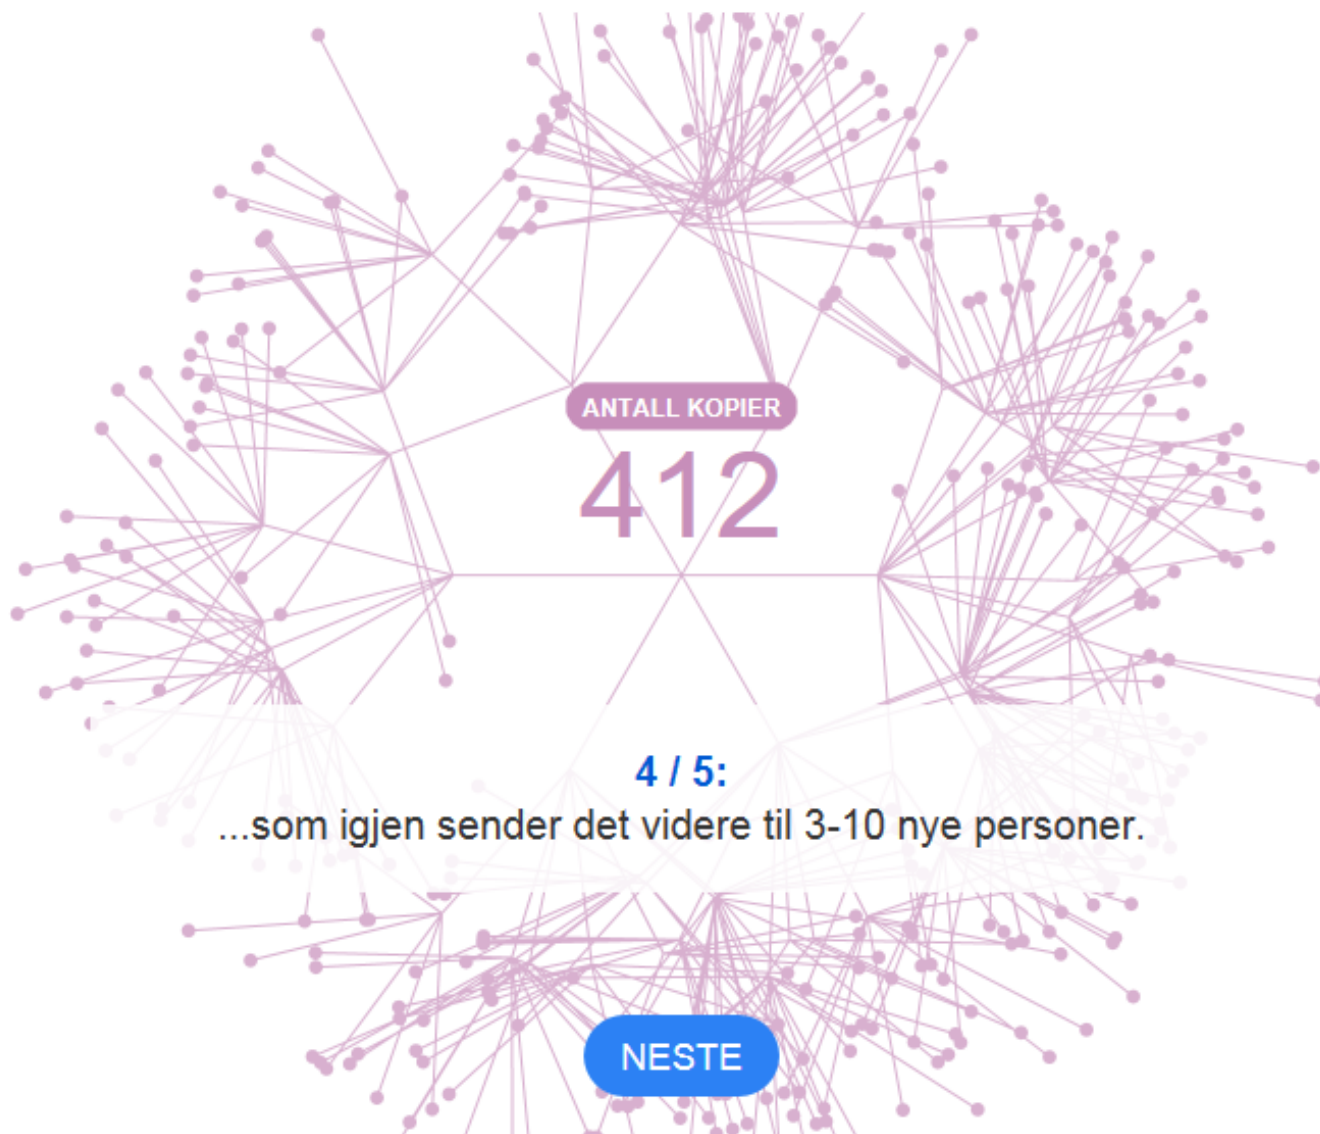 ANTALL KOPIER
412
4 / 5:
...som igjen sender det videre til 3-10 nye personer.
NESTE